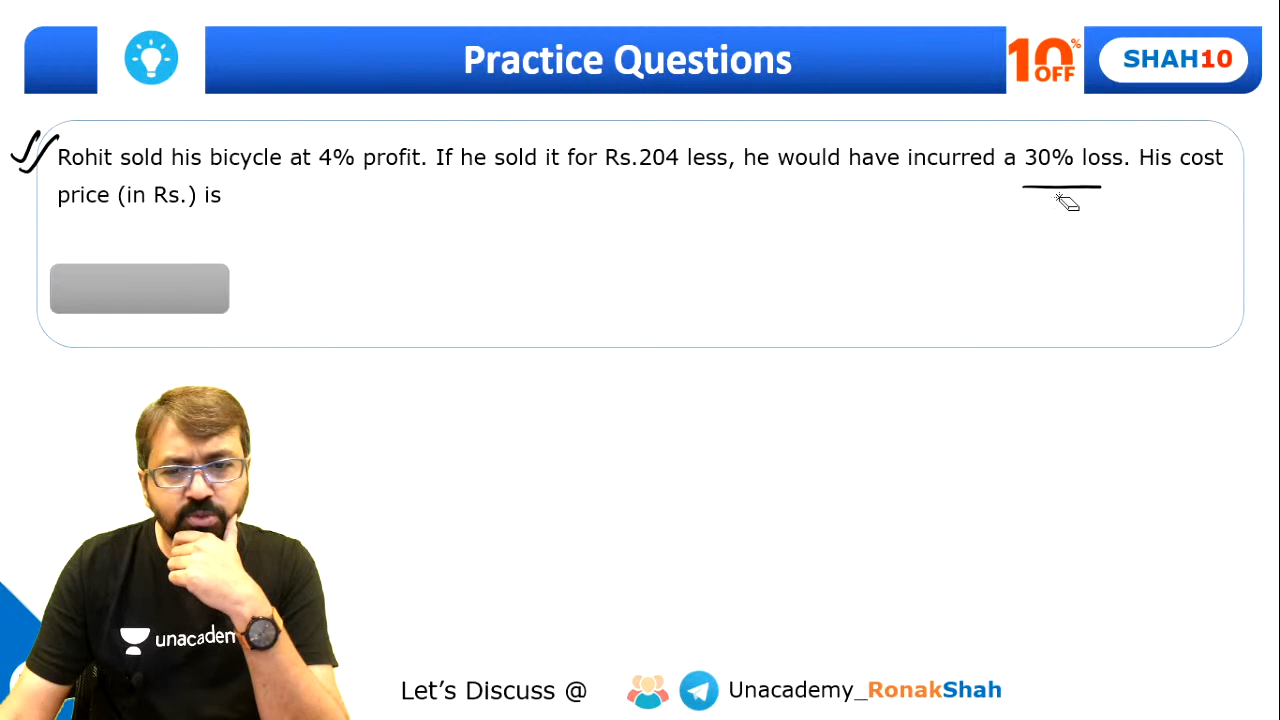 Practice Questions
10% OFF
SHAH10
Rohit sold his bicycle at 4% profit. If he sold it for Rs.204 less, he would have incurred a 30% loss. His cost
price (in Rs.) is
unacadem
Let's Discuss @ Unacademy_RonakShah